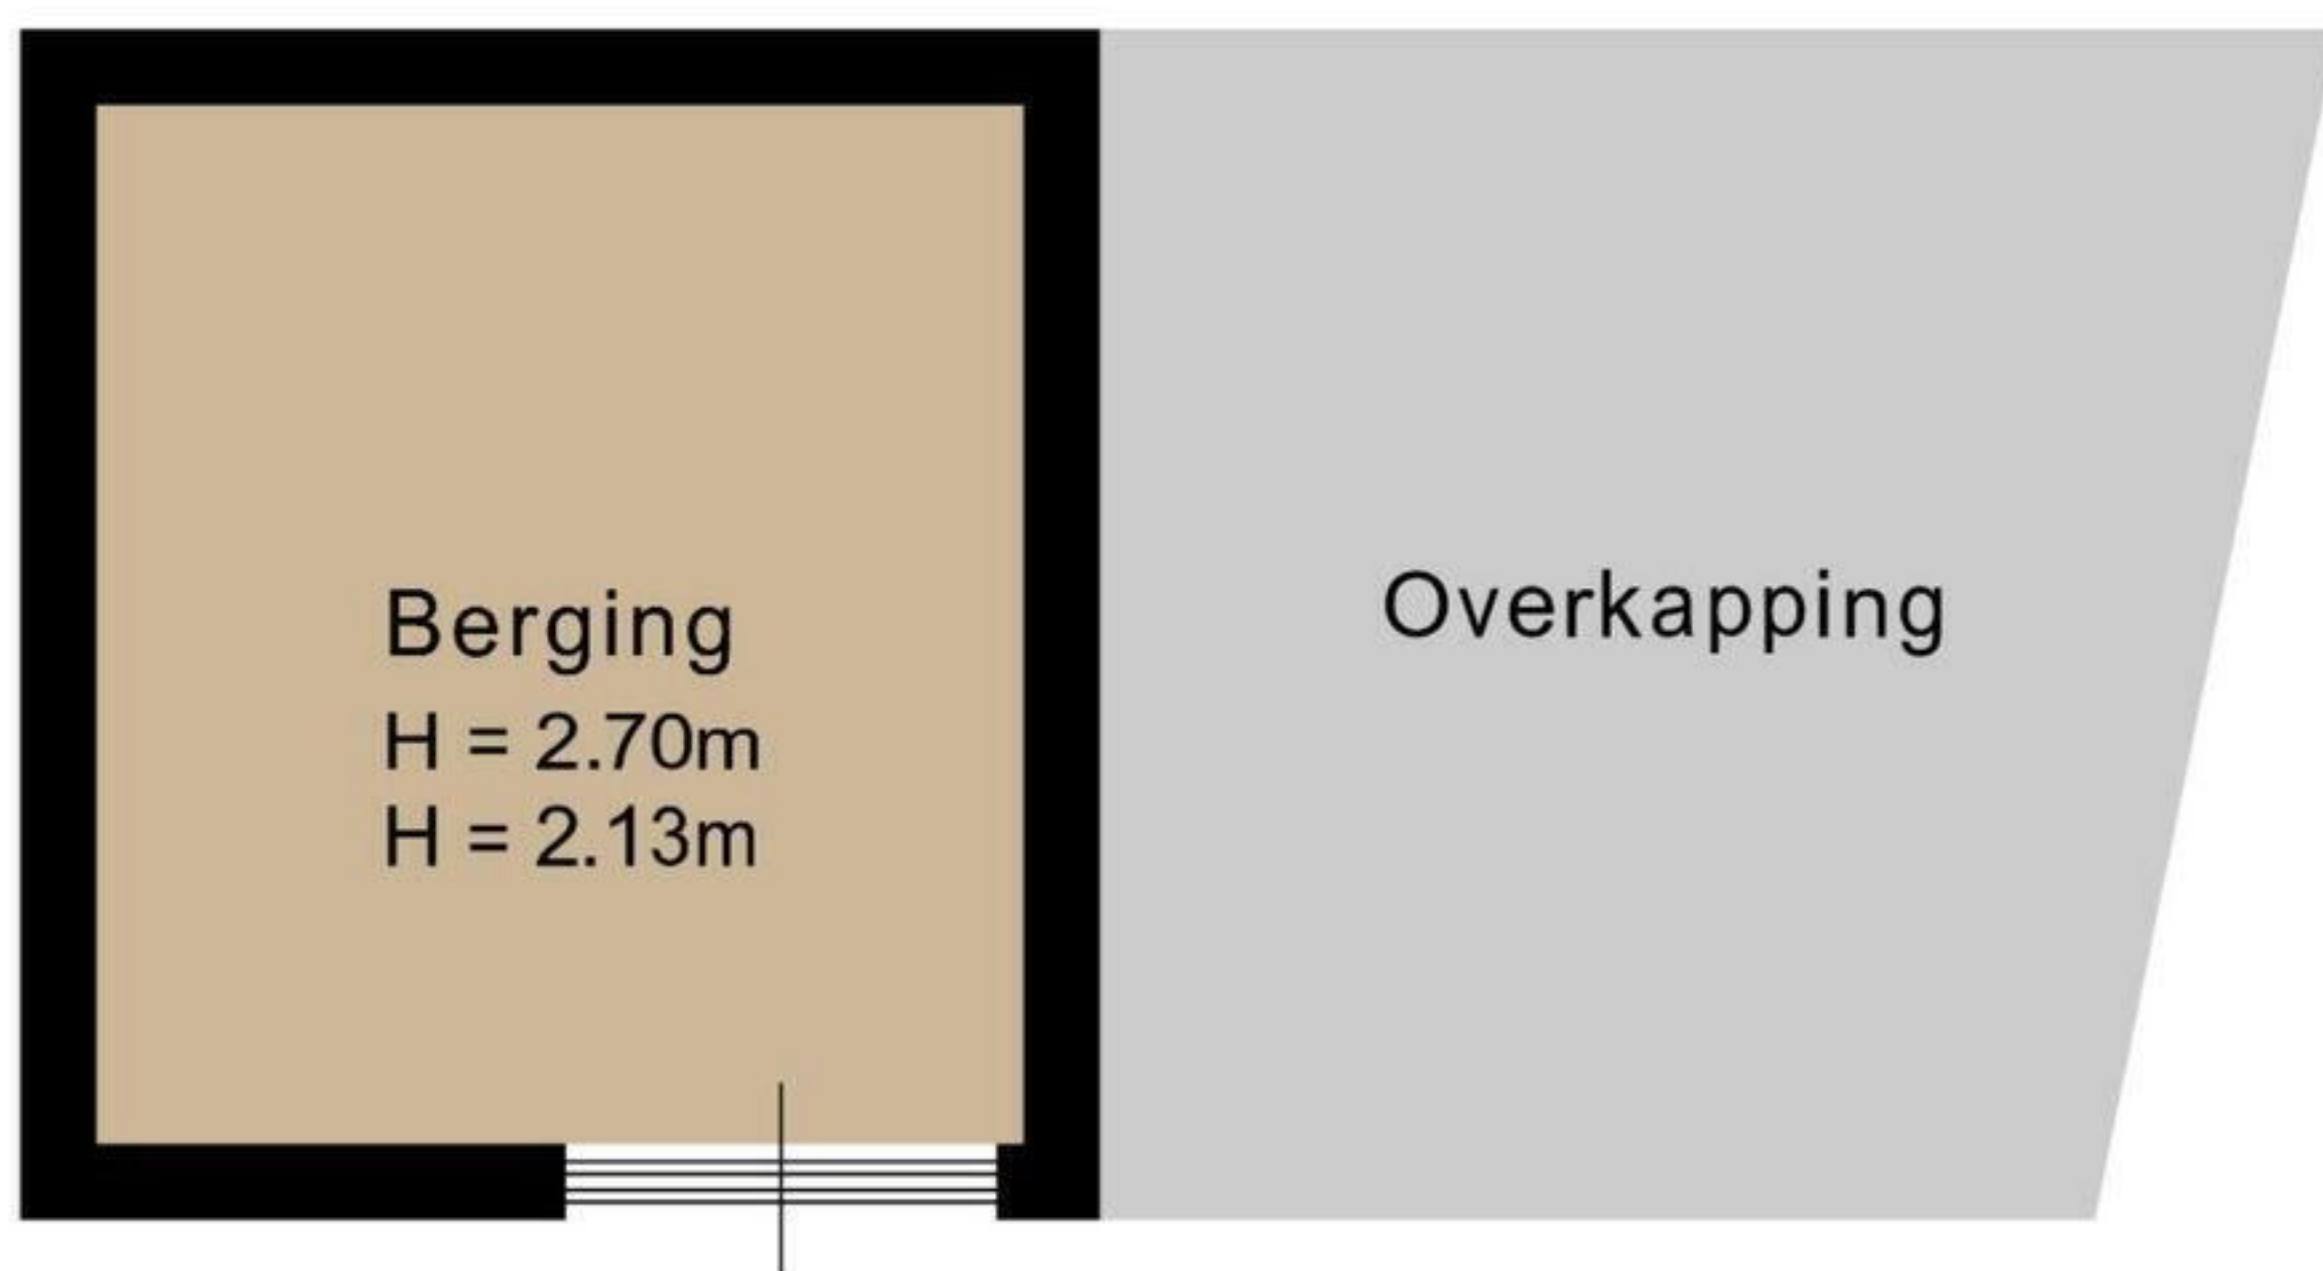 Berging
H = 2.70m
H = 2.13m
Overkapping